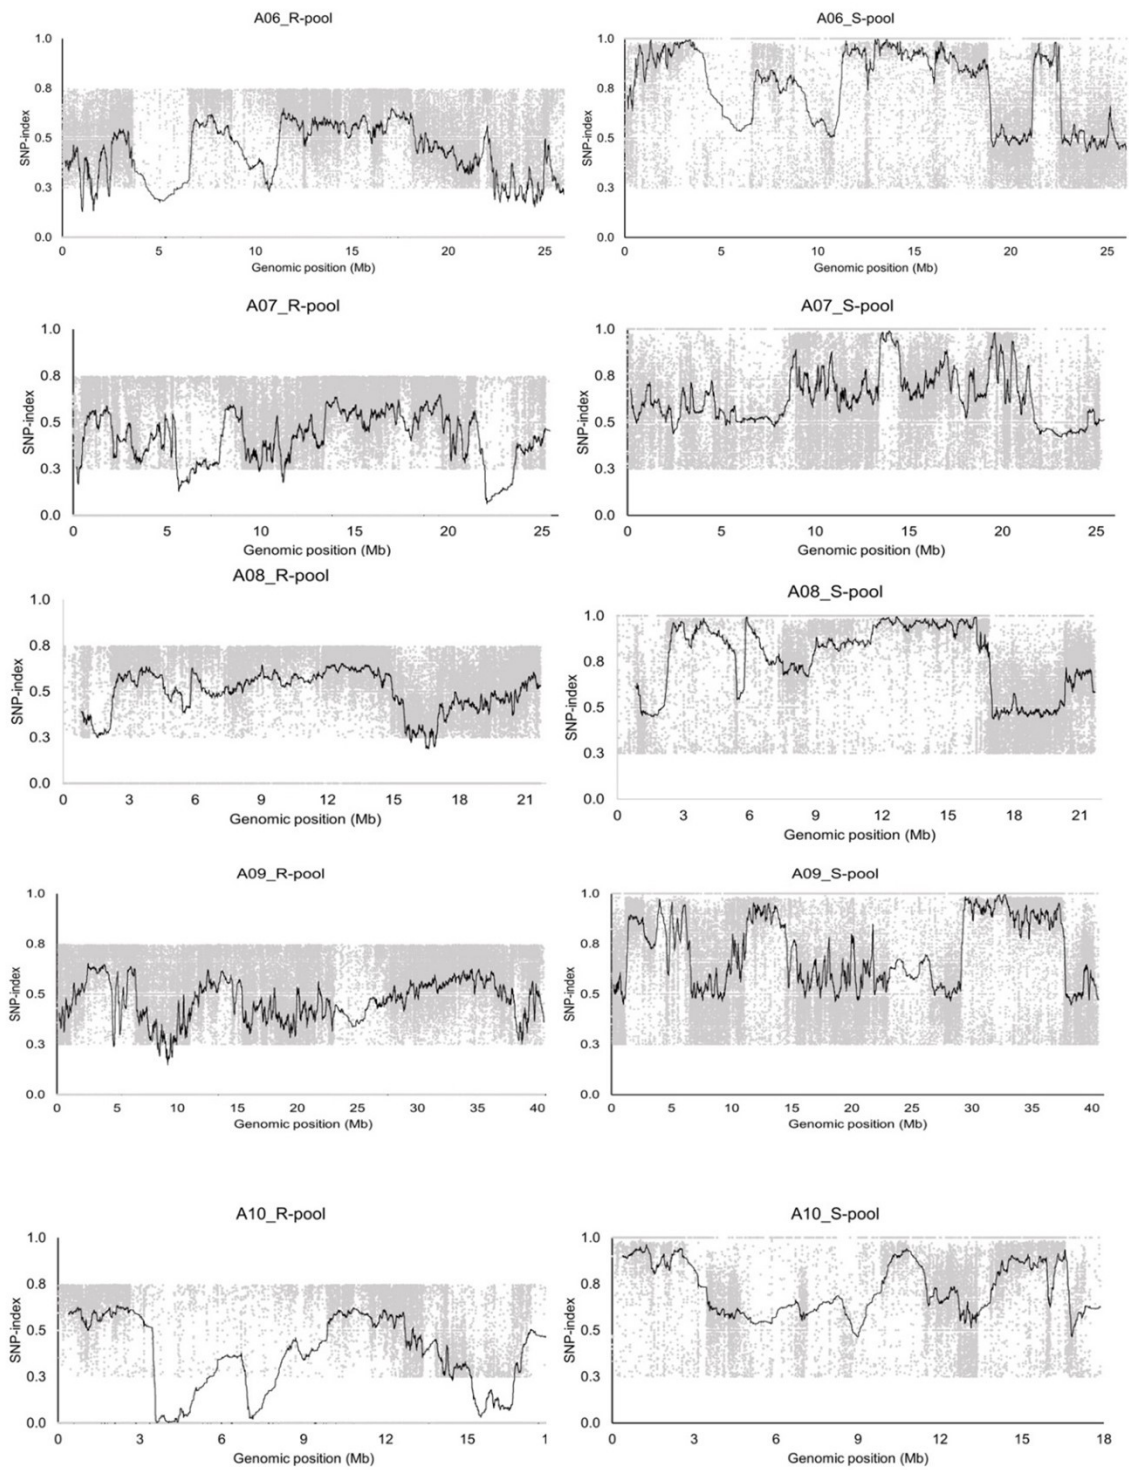 A06_R-pool
1.0
0.8
0.5
0.3
0.0
SNP-index
0 5 10 15 20 25
Genomic position (Mb)
A06_S-pool
1.0
0.8
0.5
0.3
0.0
SNP-index
0 5 10 15 20 25
Genomic position (Mb)
A07_R-pool
1.0
0.8
0.5
0.3
0.0
SNP-index
0 5 10 15 20 25
Genomic position (Mb)
A07_S-pool
1.0
0.8
0.5
0.3
0.0
SNP-index
0 5 10 15 20 25
Genomic position (Mb)
A08_R-pool
1.0
0.8
0.5
0.3
0.0
SNP-index
0 3 6 9 12 15 18 21
Genomic position (Mb)
A08_S-pool
1.0
0.8
0.5
0.3
0.0
SNP-index
0 3 6 9 12 15 18 21
Genomic position (Mb)
A09_R-pool
1.0
0.8
0.5
0.3
0.0
SNP-index
0 5 10 15 20 25 30 35 40
Genomic position (Mb)
A09_S-pool
1.0
0.8
0.5
0.3
0.0
SNP-index
0 5 10 15 20 25 30 35 40
Genomic position (Mb)
A10_R-pool
1.0
0.8
0.5
0.3
0.0
SNP-index
0 3 6 9 12 15 1
Genomic position (Mb)
A10_S-pool
1.0
0.8
0.5
0.3
0.0
SNP-index
0 3 6 9 12 15 18
Genomic position (Mb)